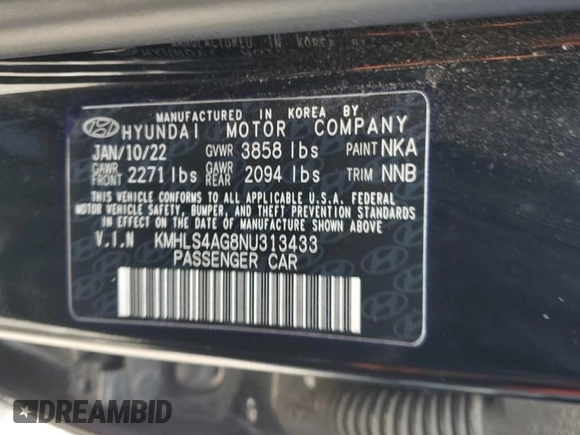 MANUFACTURED IN KOREA BY
HYUNDAI MOTOR COMPANY
JAN/10/22 GVWR 3858 lbs PAINT NKA
GAWR FRONT 2271 lbs GAWR REAR 2094 lbs TRIM NNB
THIS VEHICLE CONFORMS TO ALL APPLICABLE U.S.A. FEDERAL
MOTOR VEHICLE SAFETY, BUMPER, AND THEFT PREVENTION STANDARDS
IN EFFECT ON THE DATE OF MANUFACTURE SHOWN ABOVE
V.I.N KMHLS4AG8NU313433
PASSENGER CAR
DREAMBID